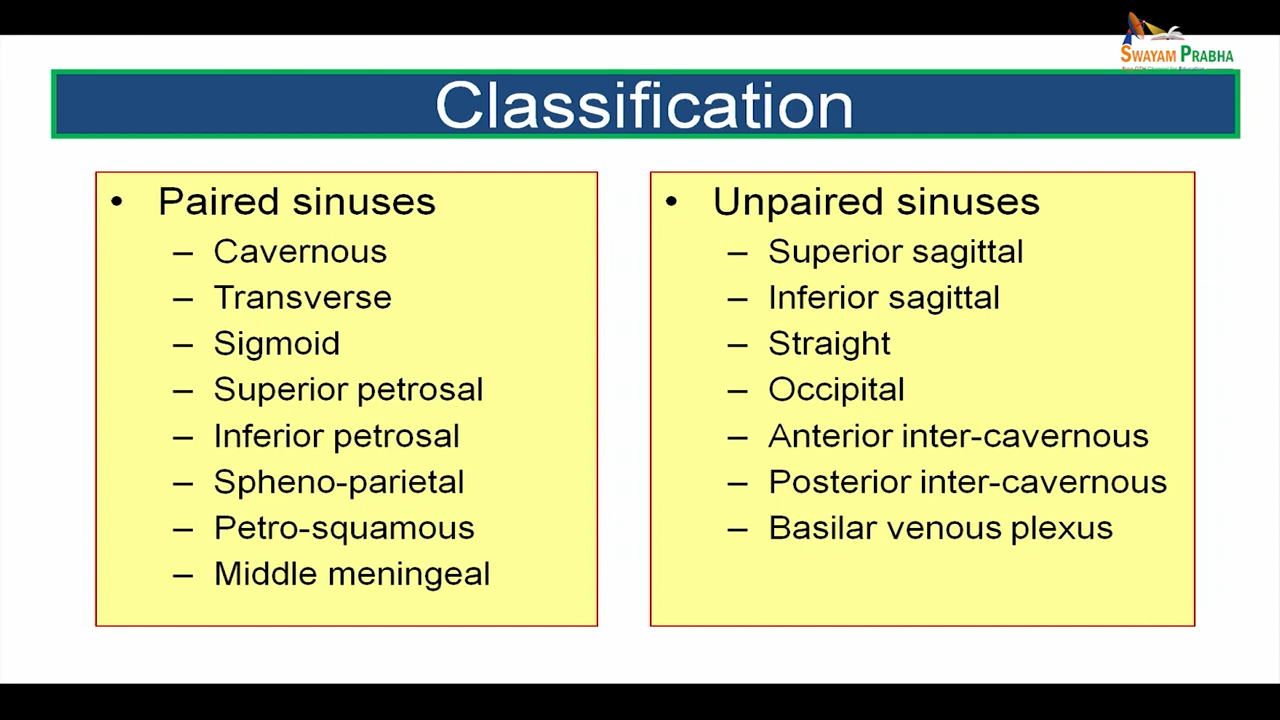 SWAYAM PRABHA
Classification
• Paired sinuses
– Cavernous
– Transverse
– Sigmoid
– Superior petrosal
– Inferior petrosal
– Spheno-parietal
– Petro-squamous
– Middle meningeal
• Unpaired sinuses
– Superior sagittal
– Inferior sagittal
– Straight
– Occipital
– Anterior inter-cavernous
– Posterior inter-cavernous
– Basilar venous plexus